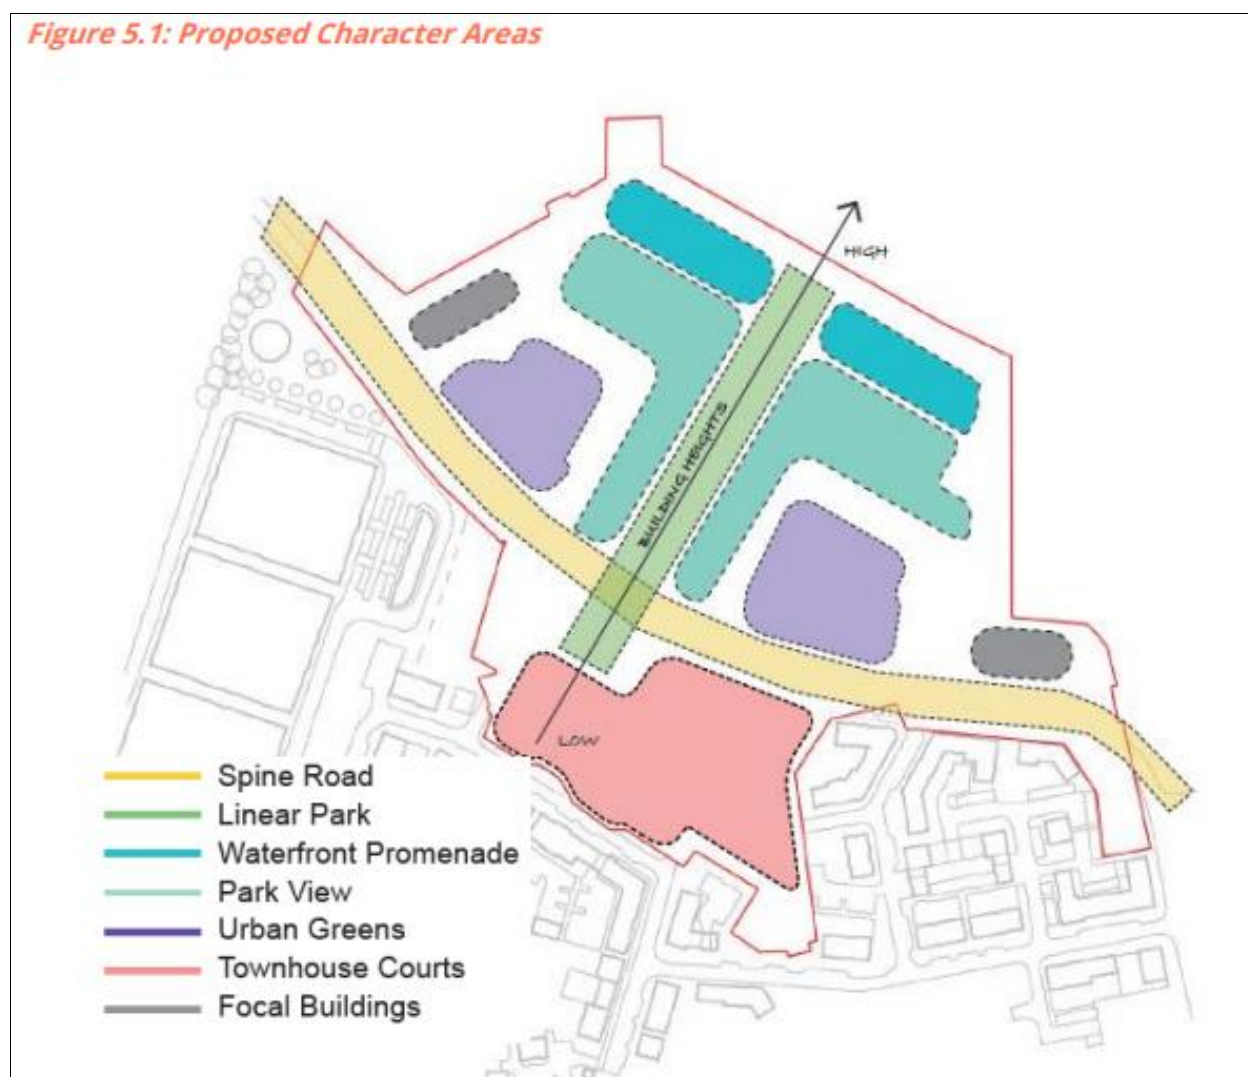 Figure 5.1: Proposed Character Areas
HIGH
BUILDING HEIGHTS
LOW
Spine Road
Linear Park
Waterfront Promenade
Park View
Urban Greens
Townhouse Courts
Focal Buildings